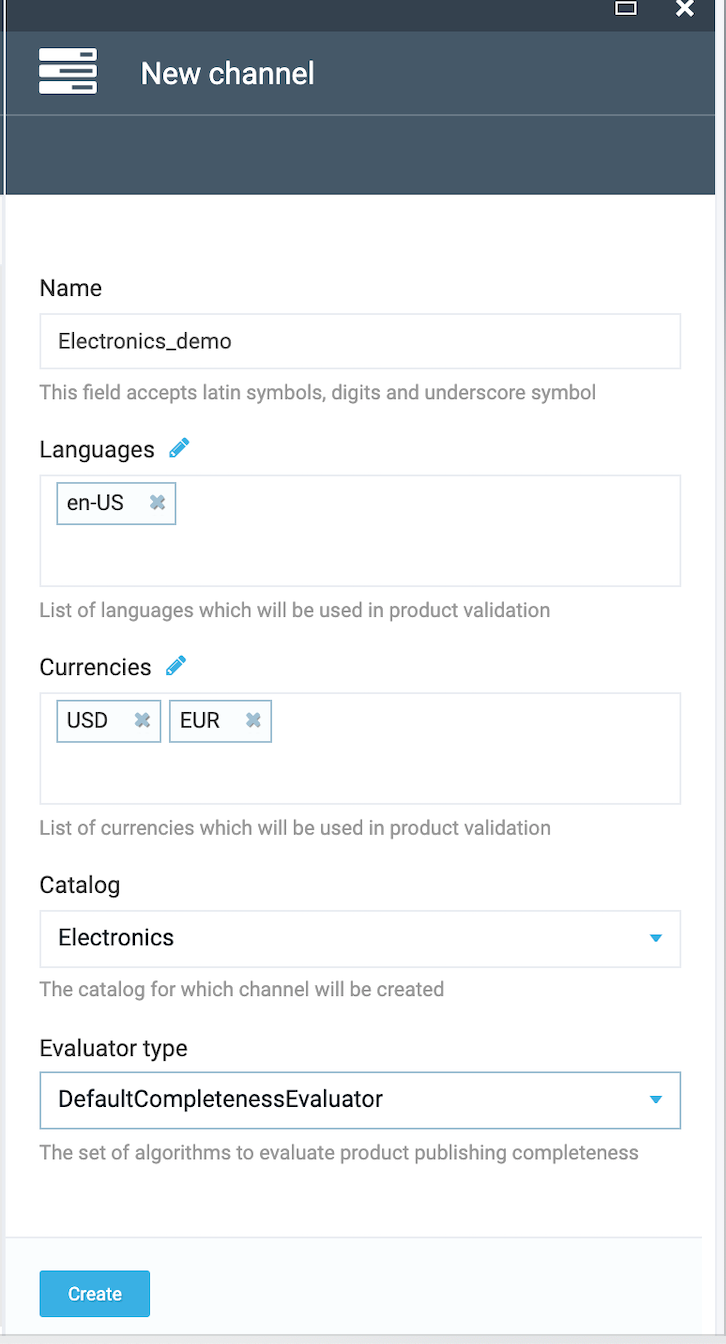 New channel
Name
Electronics_demo
This field accepts latin symbols, digits and underscore symbol
Languages
en-US
List of languages which will be used in product validation
Currencies
USD EUR
List of currencies which will be used in product validation
Catalog
Electronics
The catalog for which channel will be created
Evaluator type
DefaultCompletenessEvaluator
The set of algorithms to evaluate product publishing completeness
Create